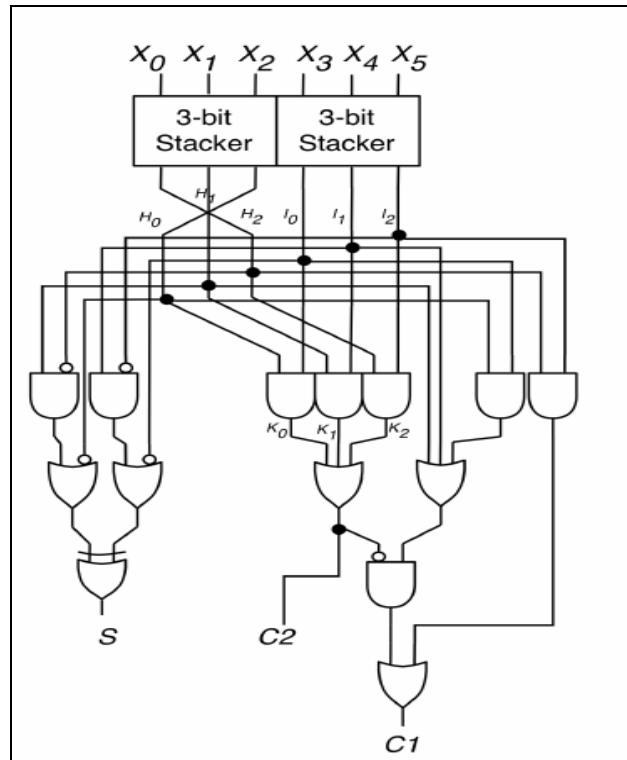 X0 X1 X2 X3 X4 X5
3-bit Stacker
3-bit Stacker
H0 H1 H2 I0 I1 I2
K0 K1 K2
S C2
C1